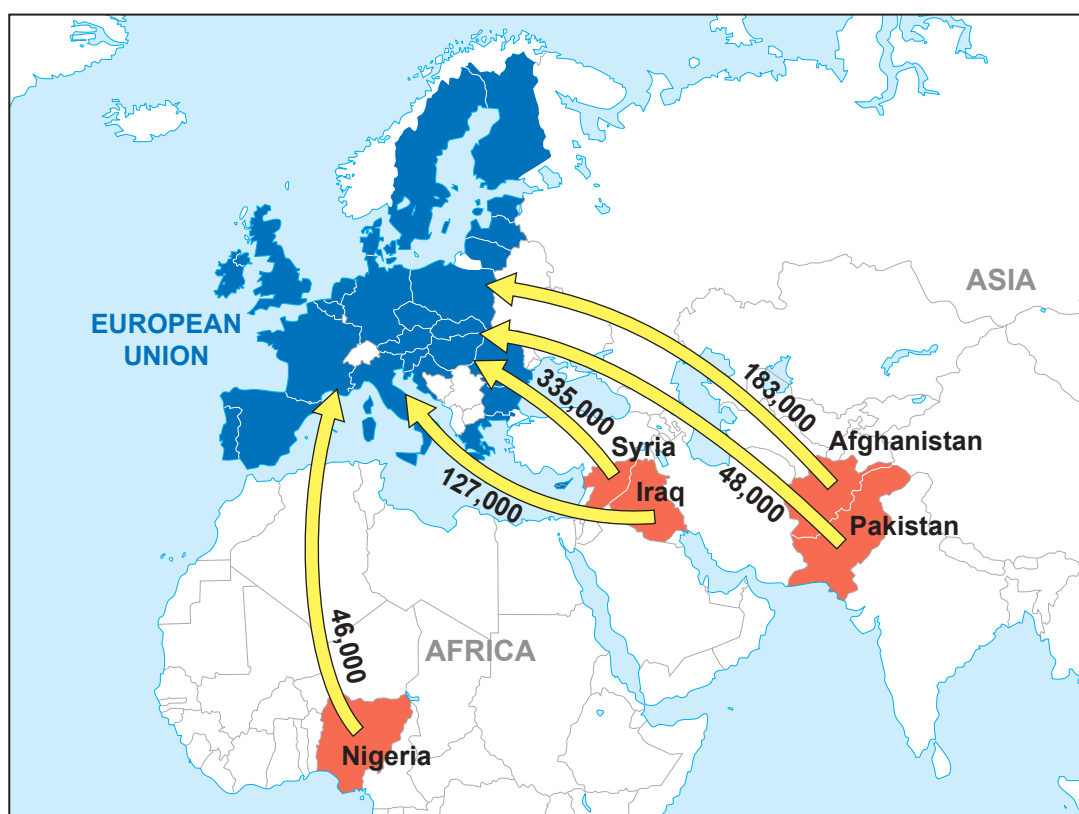 ASIA
EUROPEAN
UNION
183,000
335,000
Afghanistan
Syria
48,000
Iraq
127,000
Pakistan
46,000
AFRICA
Nigeria